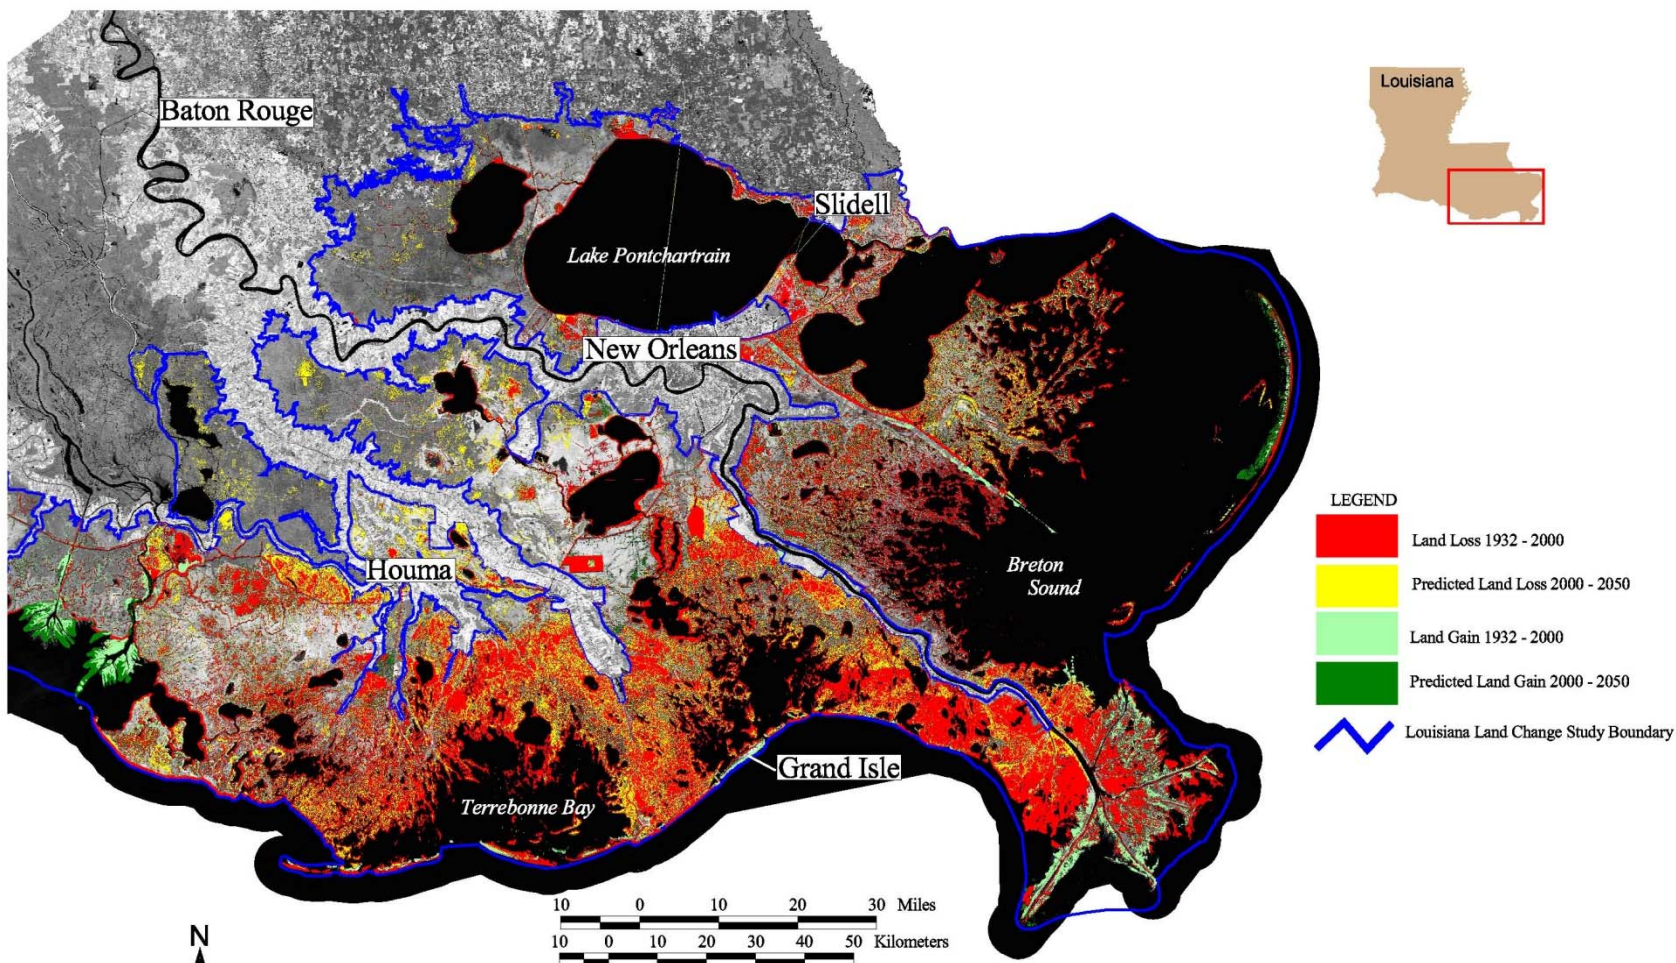 Louisiana
Baton Rouge
Slidell
Lake Pontchartrain
New Orleans
Houma
Breton
Sound
Grand Isle
Terrebonne Bay
LEGEND
Land Loss 1932 - 2000
Predicted Land Loss 2000 - 2050
Land Gain 1932 - 2000
Predicted Land Gain 2000 - 2050
Louisiana Land Change Study Boundary
10 0 10 20 30 Miles
10 0 10 20 30 40 50 Kilometers
N